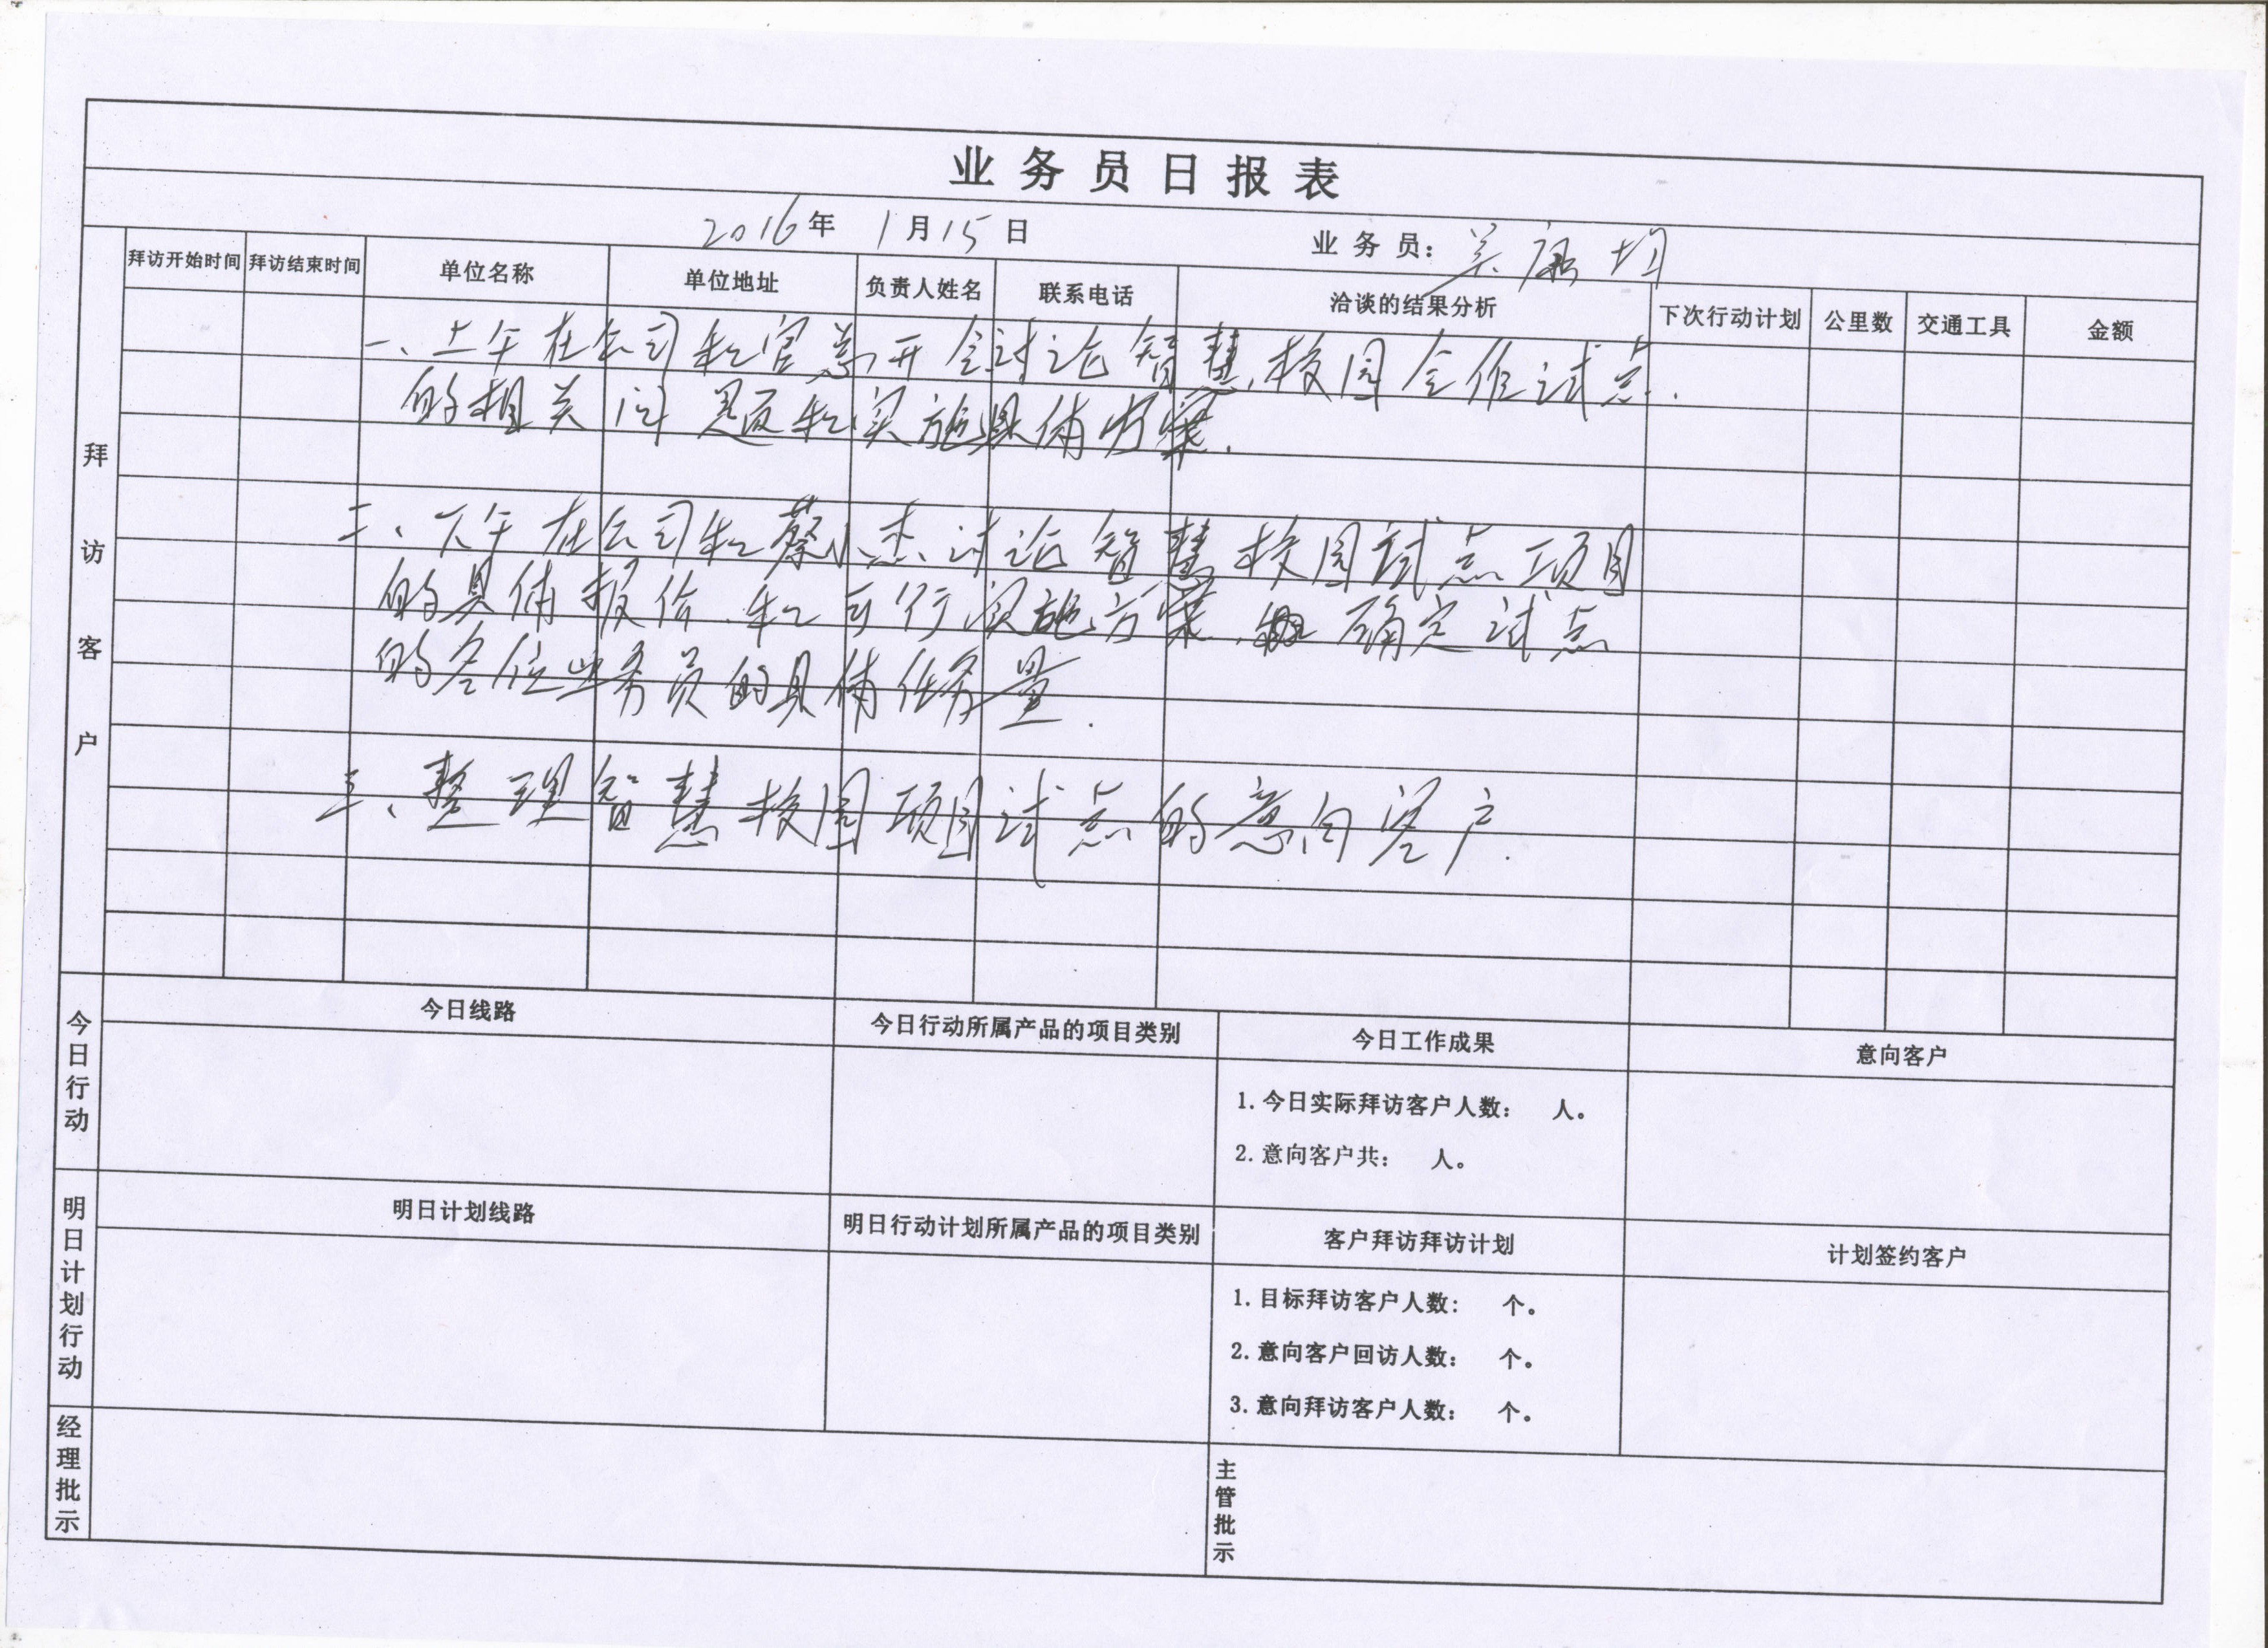 业务员日报表
2016年 1月15日 业务员：吴
拜访客户
拜访开始时间 拜访结束时间 单位名称 单位地址 负责人姓名 联系电话 洽谈的结果分析 下次行动计划 公里数 交通工具 金额
一、上午在公司和官总开会讨论智慧校园合作试点.
的相关问题和实施具体方案.
二、下午在公司和蔡小杰讨论智慧校园试点项目
的具体报价.和可行实施方案, 确定试点
的各位业务员的具体任务量.
三、整理智慧校园项目试点的意向客户.
今日行动
今日线路 今日行动所属产品的项目类别 今日工作成果 意向客户
1.今日实际拜访客户人数： 人。
2.意向客户共： 人。
明日计划行动
明日计划线路 明日行动计划所属产品的项目类别 客户拜访拜访计划 计划签约客户
1.目标拜访客户人数： 个。
2.意向客户回访人数： 个。
3.意向拜访客户人数： 个。
经理批示 主管批示